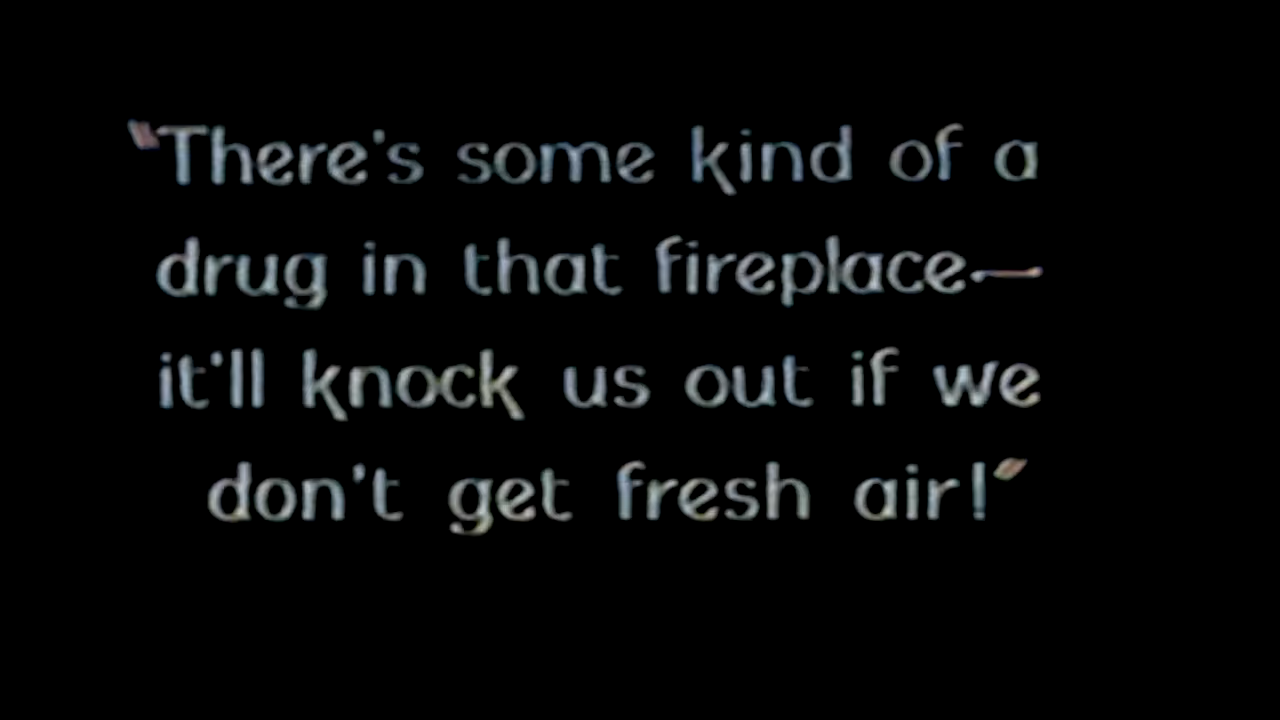 "There's some kind of a
drug in that fireplace—
it'll knock us out if we
don't get fresh air!"